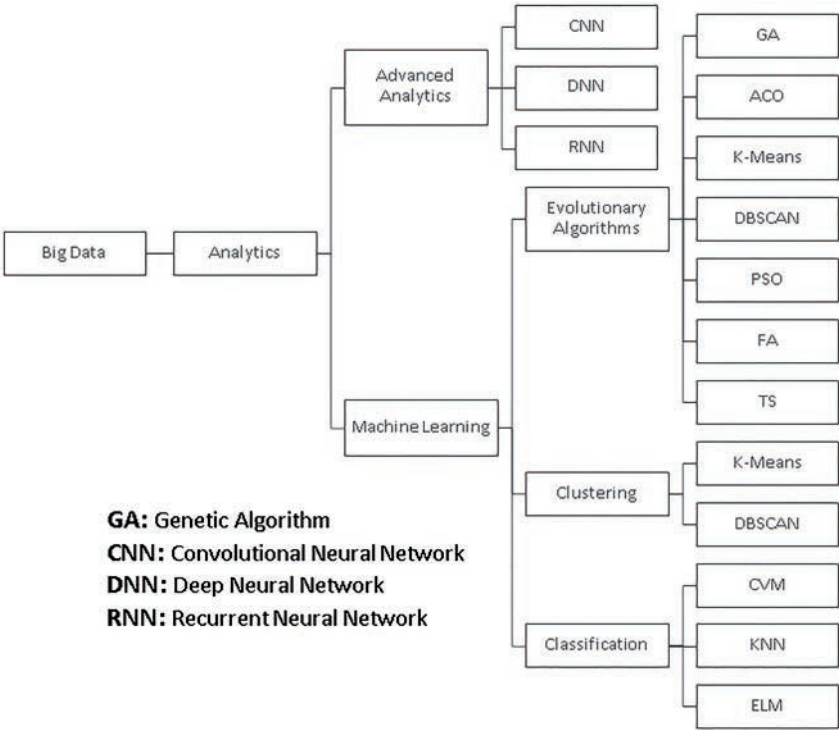 Big Data
Analytics
Advanced
Analytics
CNN
DNN
RNN
Machine Learning
Evolutionary
Algorithms
GA
ACO
K-Means
DBSCAN
PSO
FA
TS
Clustering
K-Means
DBSCAN
Classification
CVM
KNN
ELM
GA: Genetic Algorithm
CNN: Convolutional Neural Network
DNN: Deep Neural Network
RNN: Recurrent Neural Network